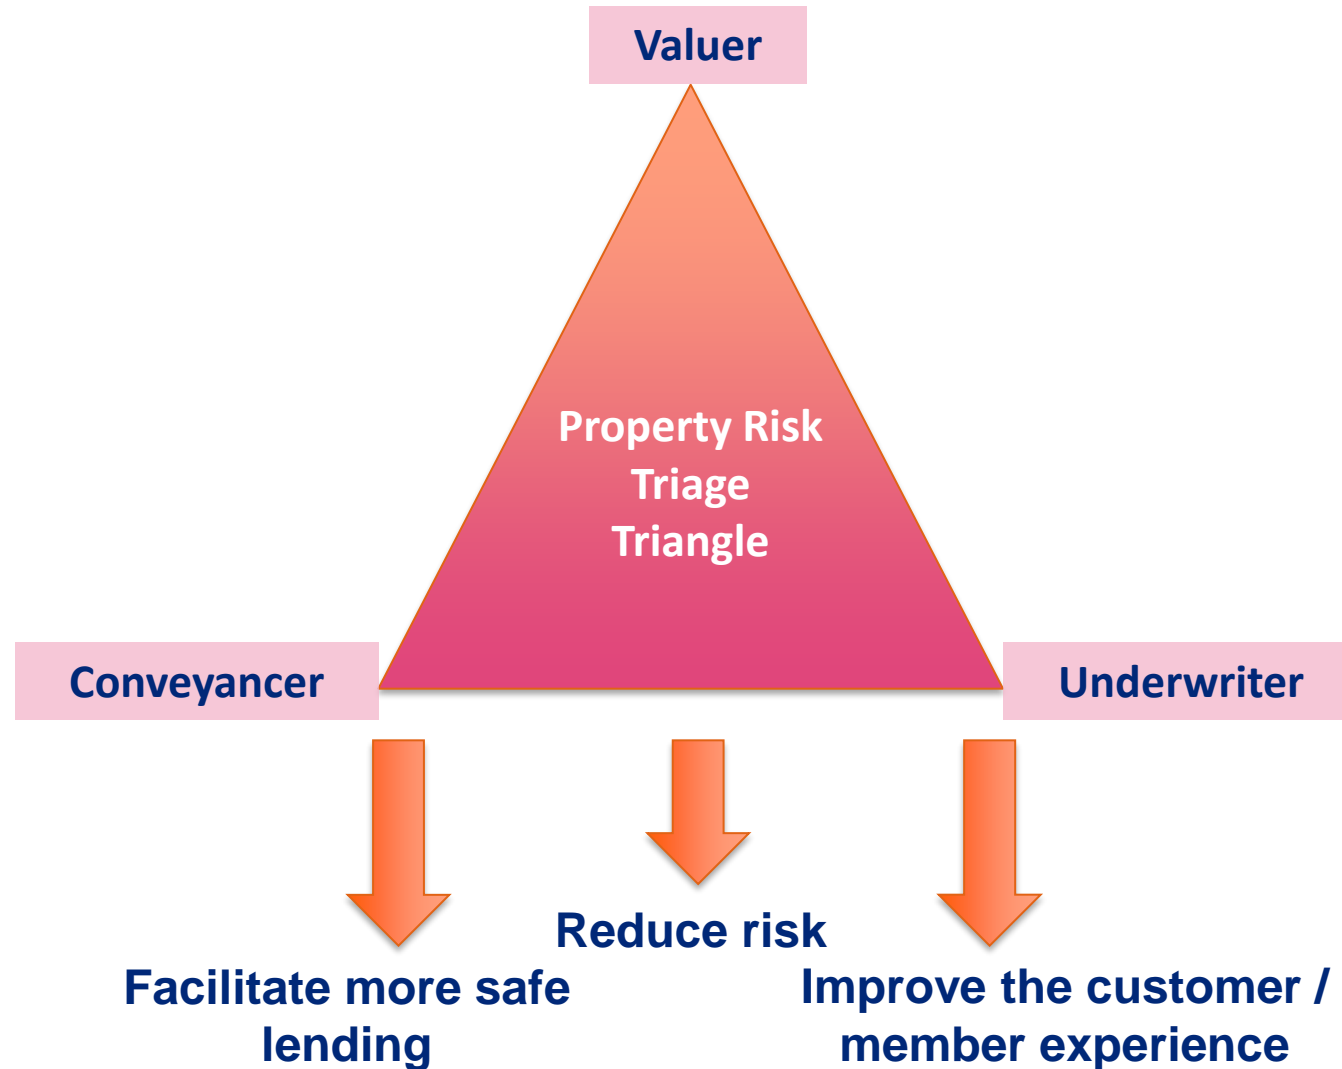 Valuer
Property Risk
Triage
Triangle
Conveyancer
Underwriter
Reduce risk
Facilitate more safe
lending
Improve the customer /
member experience